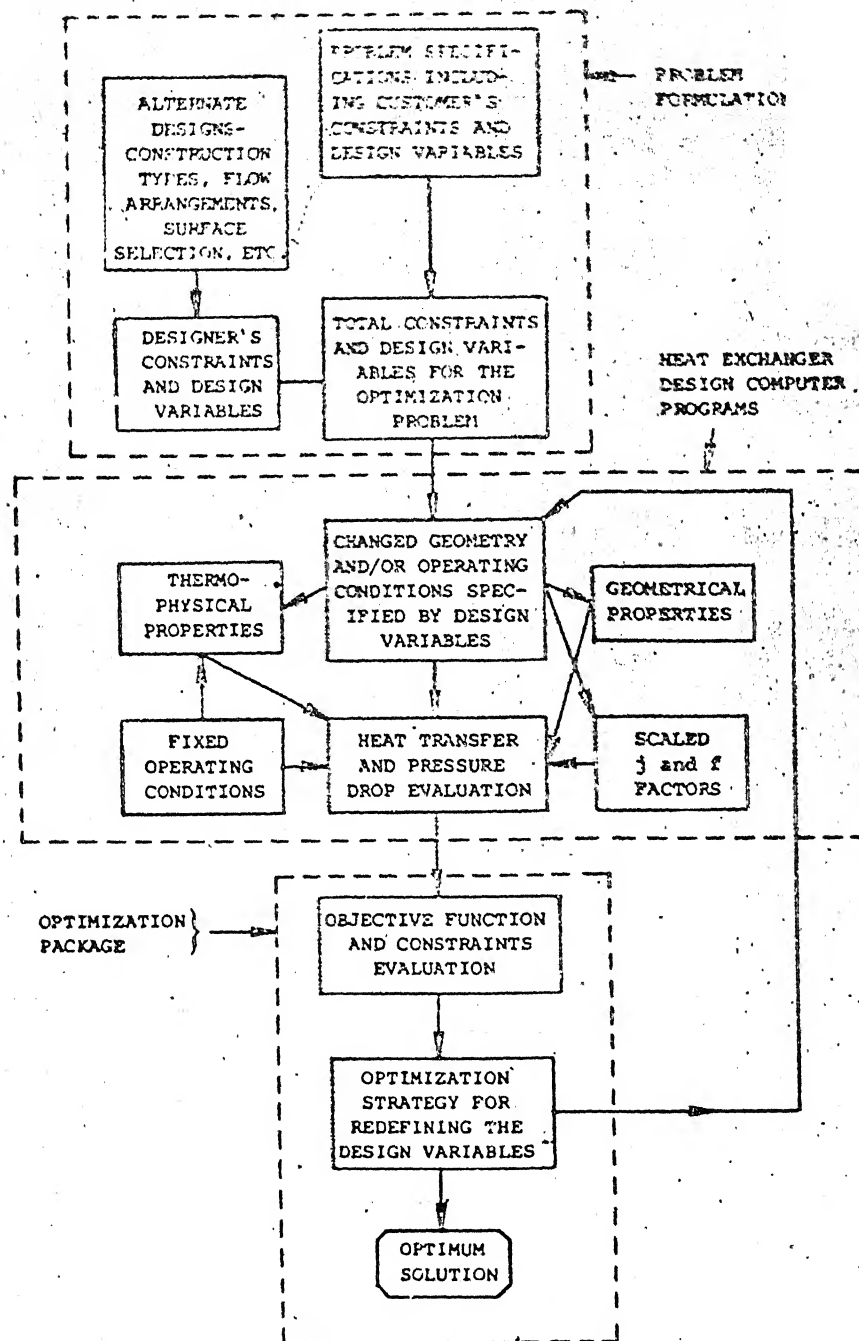 PROBLEM SPECIFI-
CATIONS INCLUD-
ING CUSTOMER'S
CONSTRAINTS AND
DESIGN VARIABLES
PROBLEM
FORMULATION
ALTERNATE
DESIGNS-
CONSTRUCTION
TYPES, FLOW
ARRANGEMENTS,
SURFACE
SELECTION, ETC.
DESIGNER'S
CONSTRAINTS
AND DESIGN
VARIABLES
TOTAL CONSTRAINTS
AND DESIGN VARI-
ABLES FOR THE
OPTIMIZATION
PROBLEM
HEAT EXCHANGER
DESIGN COMPUTER
PROGRAMS
THERMO-
PHYSICAL
PROPERTIES
CHANGED GEOMETRY
AND/OR OPERATING
CONDITIONS SPEC-
IFIED BY DESIGN
VARIABLES
GEOMETRICAL
PROPERTIES
FIXED
OPERATING
CONDITIONS
HEAT TRANSFER
AND PRESSURE
DROP EVALUATION
SCALED
j and f
FACTORS
OPTIMIZATION
PACKAGE
OBJECTIVE FUNCTION
AND CONSTRAINTS
EVALUATION
OPTIMIZATION
STRATEGY FOR
REDEFINING THE
DESIGN VARIABLES
OPTIMUM
SOLUTION